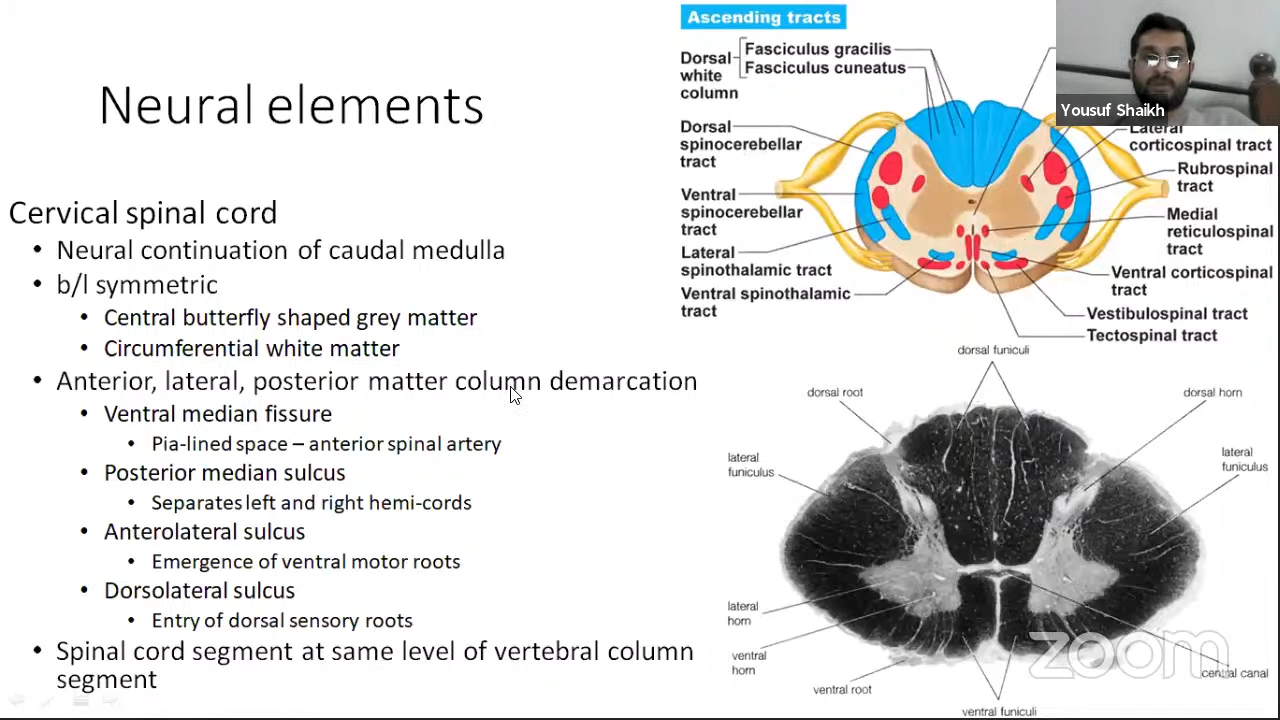 Neural elements
Cervical spinal cord
• Neural continuation of caudal medulla
• b/l symmetric
• Central butterfly shaped grey matter
• Circumferential white matter
• Anterior, lateral, posterior matter column demarcation
• Ventral median fissure
• Pia-lined space – anterior spinal artery
• Posterior median sulcus
• Separates left and right hemi-cords
• Anterolateral sulcus
• Emergence of ventral motor roots
• Dorsolateral sulcus
• Entry of dorsal sensory roots
• Spinal cord segment at same level of vertebral column
segment
Ascending tracts
Dorsal
white
column
Fasciculus gracilis
Fasciculus cuneatus
Dorsal
spinocerebellar
tract
Ventral
spinocerebellar
tract
Lateral
spinothalamic tract
Ventral spinothalamic
tract
Yousuf Shaikh
Lateral
corticospinal tract
Rubrospinal
tract
Medial
reticulospinal
tract
Ventral corticospinal
tract
Vestibulospinal tract
Tectospinal tract
dorsal funiculi
dorsal root
dorsal horn
lateral
funiculus
lateral
funiculus
lateral
horn
ventral
horn
ventral root
ventral funiculi
central canal
zoom